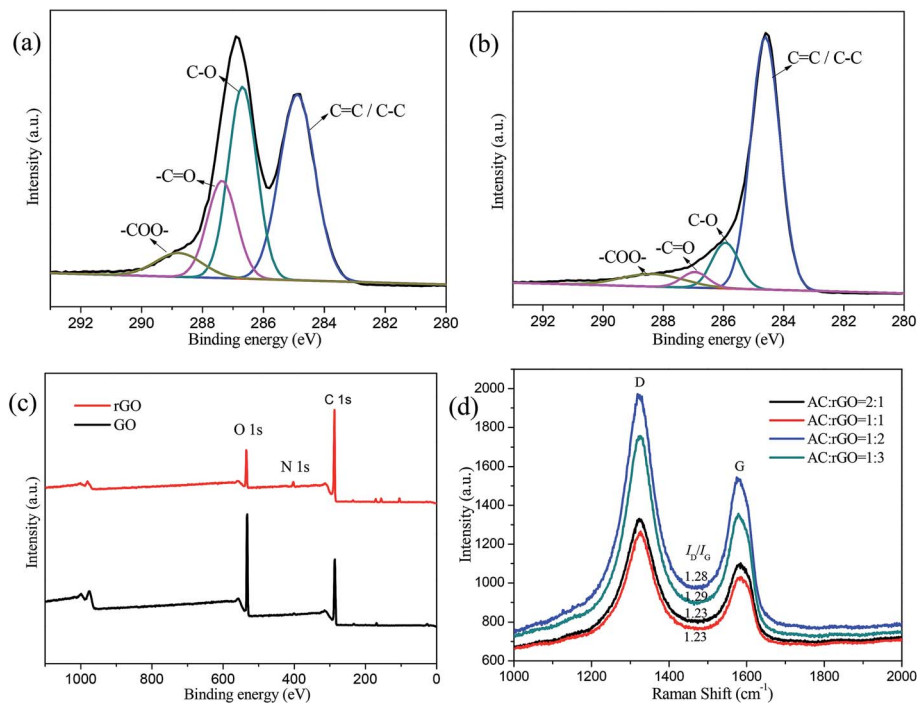 (a)
C-O
C=C / C-C
-C=O
-COO-
Intensity (a.u.)
292 290 288 286 284 282 280
Binding energy (eV)
(b)
C=C / C-C
C-O
-C=O
-COO-
Intensity (a.u.)
292 290 288 286 284 282 280
Binding energy (eV)
(c)
rGO
GO
C 1s
O 1s
N 1s
Intensity (a.u.)
1000 800 600 400 200 0
Binding energy (eV)
(d)
D
G
AC:rGO=2:1
AC:rGO=1:1
AC:rGO=1:2
AC:rGO=1:3
I_D/I_G
1.28
1.29
1.23
1.23
Intensity (a.u.)
2000
1800
1600
1400
1200
1000
800
600
1000 1200 1400 1600 1800 2000
Raman Shift (cm⁻¹)